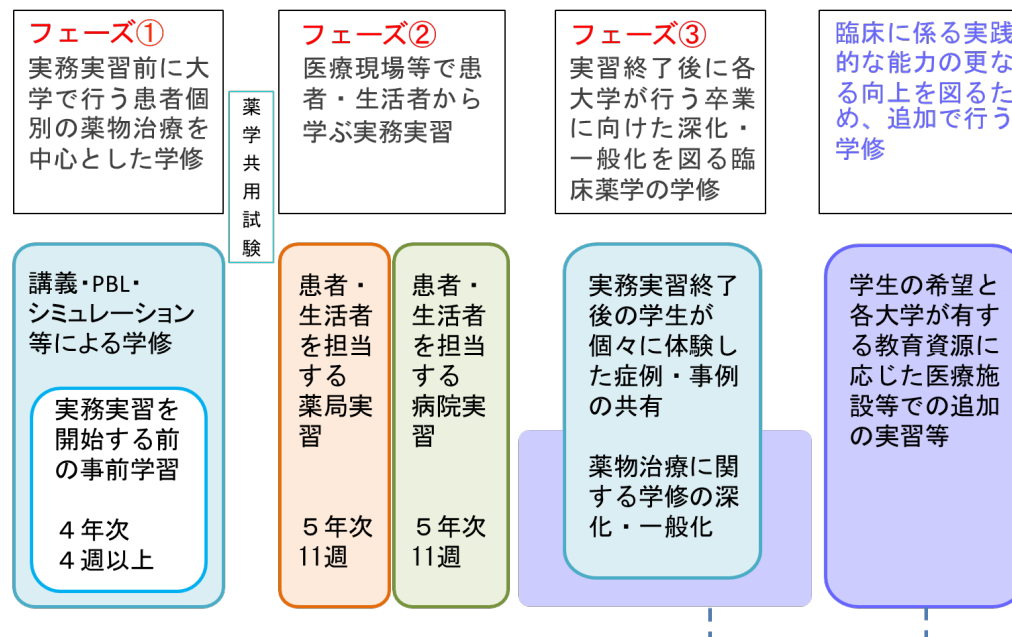 フェーズ①
実務実習前に大
学で行う患者個
別の薬物治療を
中心とした学修
薬
学
共
用
試
験
フェーズ②
医療現場等で患
者・生活者から
学ぶ実務実習
フェーズ③
実習終了後に各
大学が行う卒業
に向けた深化・
一般化を図る臨
床薬学の学修
臨床に係る実践
的な能力の更な
る向上を図るた
め、追加で行う
学修
講義・PBL・
シミュレーション
等による学修
実務実習を
開始する前
の事前学習
４年次
４週以上
患者・
生活者
を担当
する
薬局実
習
５年次
11週
患者・
生活者
を担当
する
病院実
習
５年次
11週
実務実習終了
後の学生が
個々に体験し
た症例・事例
の共有
薬物治療に関
する学修の深
化・一般化
学生の希望と
各大学が有す
る教育資源に
応じた医療施
設等での追加
の実習等